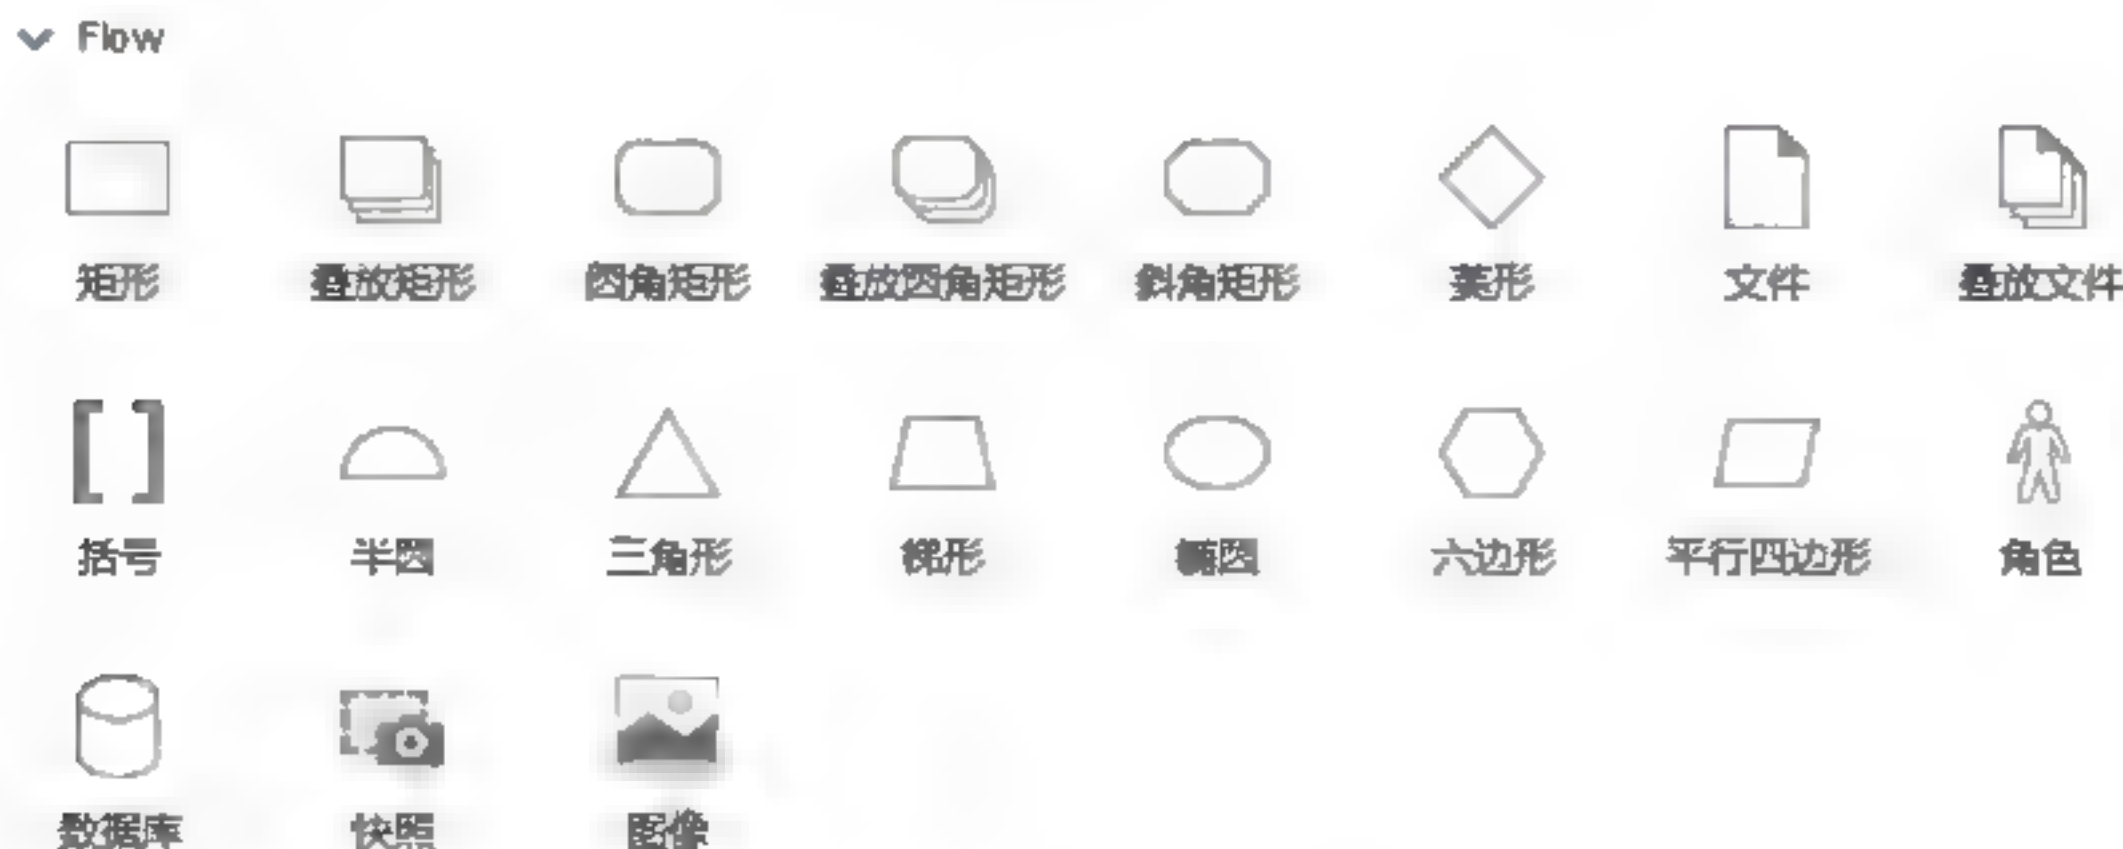 Flow
矩形 叠放矩形 圆角矩形 叠放圆角矩形 斜角矩形 菱形 文件 叠放文件
括号 半圆 三角形 梯形 椭圆 六边形 平行四边形 角色
数据库 快照 图像